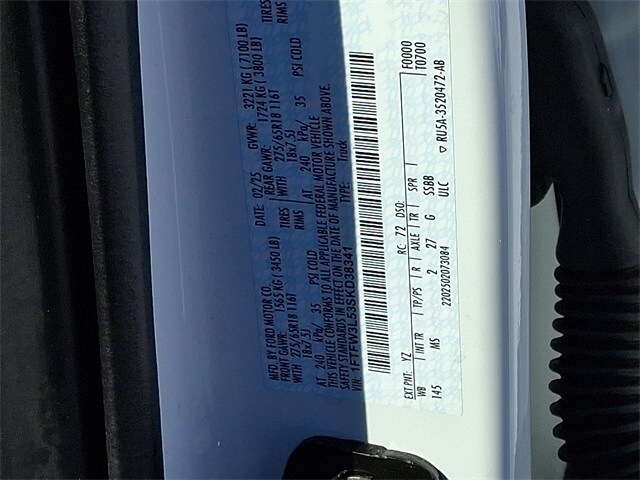 MFD. BY FORD MOTOR CO.
DATE: 02/25 GVWR: 3221 KG ( 7100 LB)
FRONT GAWR: 1565 KG ( 3450 LB) REAR GAWR: 1724 KG ( 3800 LB)
WITH 275/65R18 116T TIRES WITH 275/65R18 116T TIRES
18x7.5J RIMS 18x7.5J RIMS
AT 240 kPa/ 35 PSI COLD AT 240 kPa/ 35 PSI COLD
THIS VEHICLE CONFORMS TO ALL APPLICABLE FEDERAL MOTOR VEHICLE
SAFETY STANDARDS IN EFFECT ON THE DATE OF MANUFACTURE SHOWN ABOVE.
VIN: 1FTFW3L53SKD38341 TYPE: Truck
F0000
EXT PNT: YZ RC: 72 DSO: T0700
WB INT TR TP/PS R AXLE TR SPR
145 MS 2 27 G SSBB
2202502073084 ULC ▽ RU5A-3520472-AB